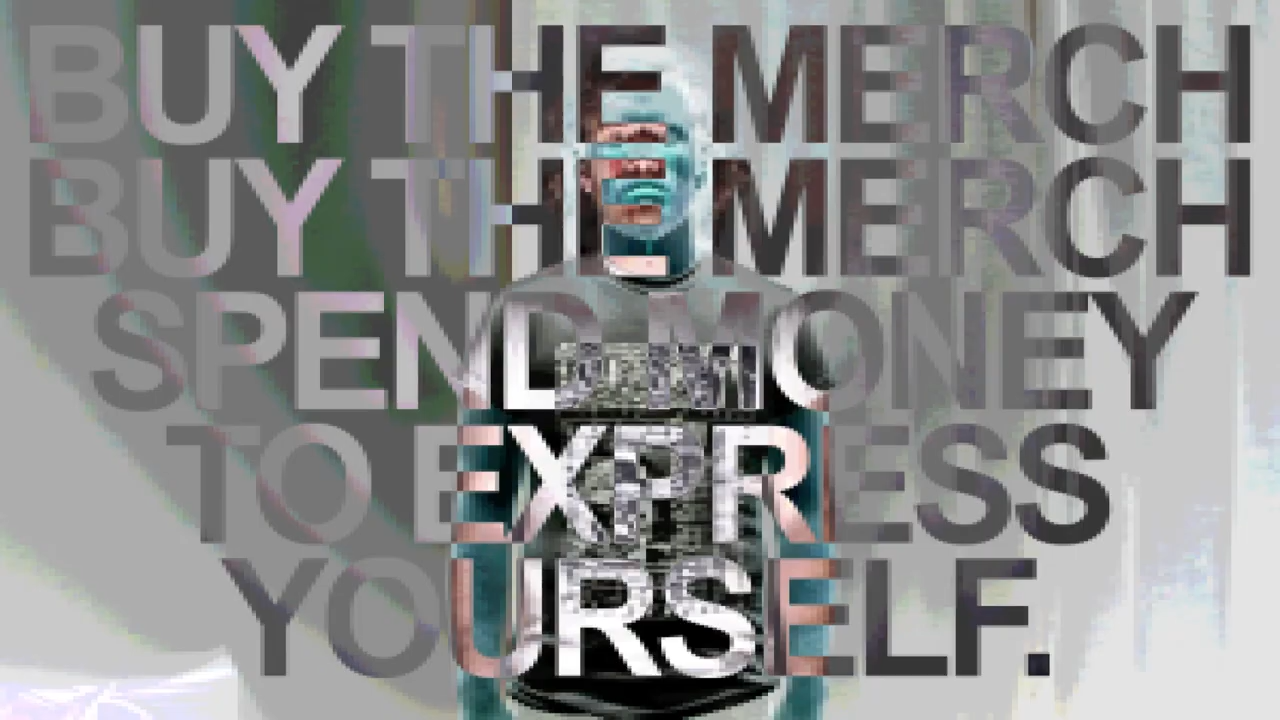 BUY THE MERCH
BUY THE MERCH
SPEND MONEY
TO EXPRESS
YOURSELF.